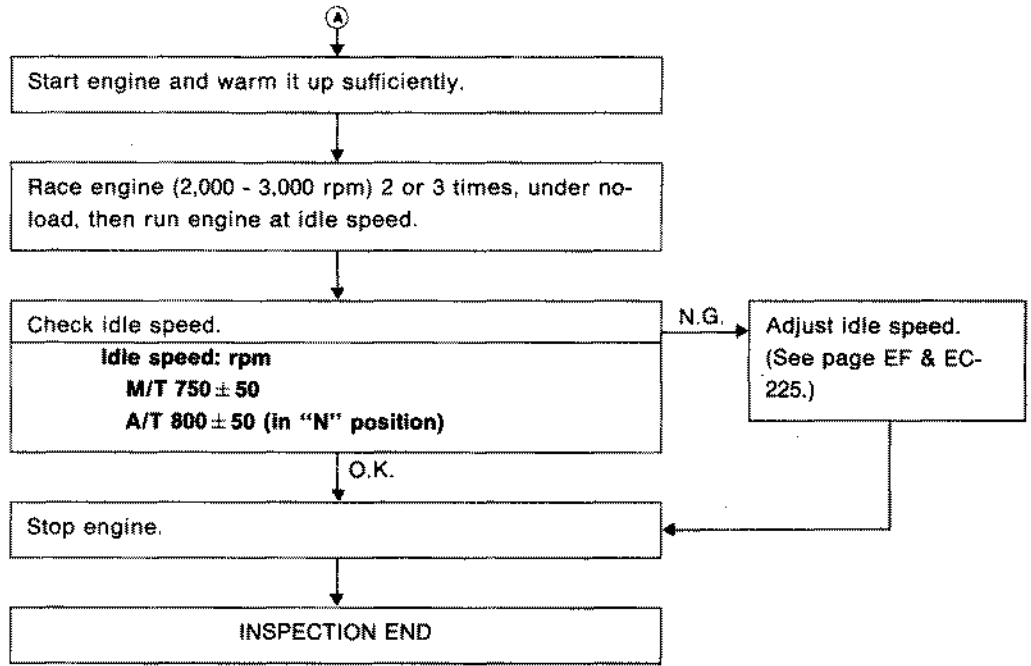 A
Start engine and warm it up sufficiently.
Race engine (2,000 - 3,000 rpm) 2 or 3 times, under no-
load, then run engine at idle speed.
Check idle speed.
Idle speed: rpm
M/T 750±50
A/T 800±50 (in "N" position)
N.G.
Adjust idle speed.
(See page EF & EC-
225.)
O.K.
Stop engine.
INSPECTION END